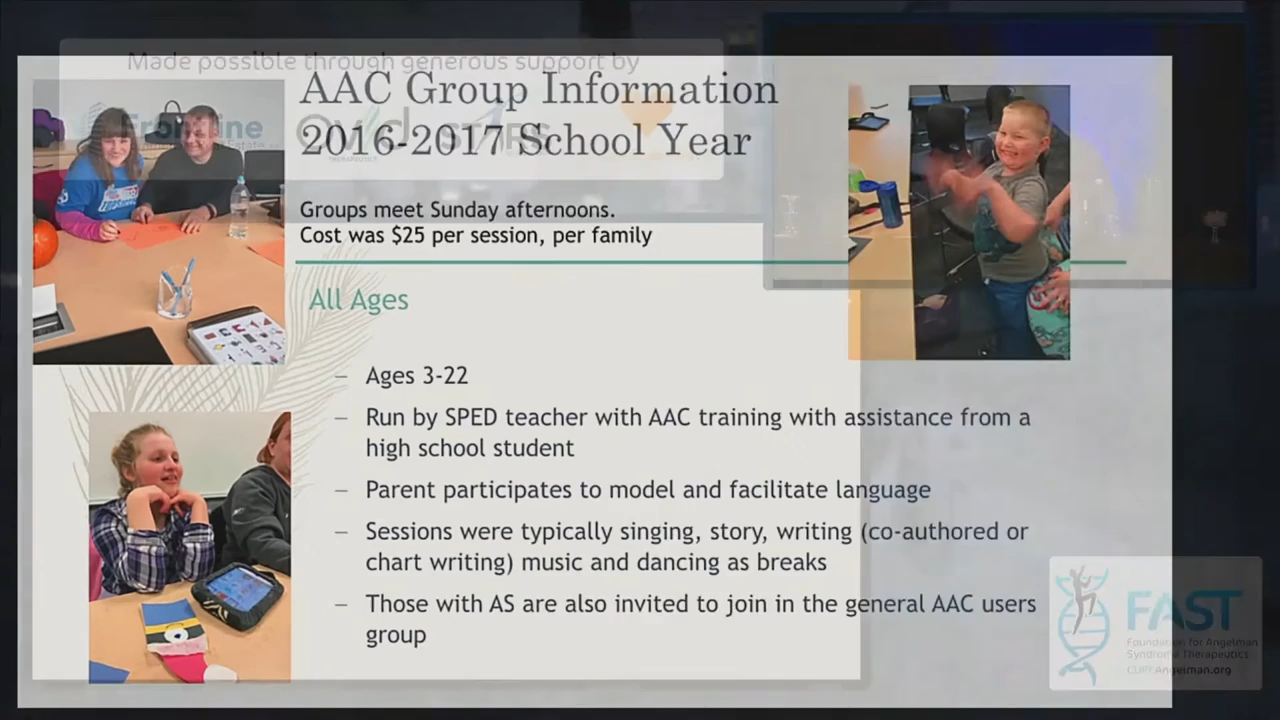 Made possible through generous support by
AAC Group Information
2016-2017 School Year
Frontline
Ovid
THERAPEUTICS
Groups meet Sunday afternoons.
Cost was $25 per session, per family
All Ages
– Ages 3-22
– Run by SPED teacher with AAC training with assistance from a
high school student
– Parent participates to model and facilitate language
– Sessions were typically singing, story, writing (co-authored or
chart writing) music and dancing as breaks
– Those with AS are also invited to join in the general AAC users
group
FAST
Foundation for Angelman
Syndrome Therapeutics
CureAngelman.org